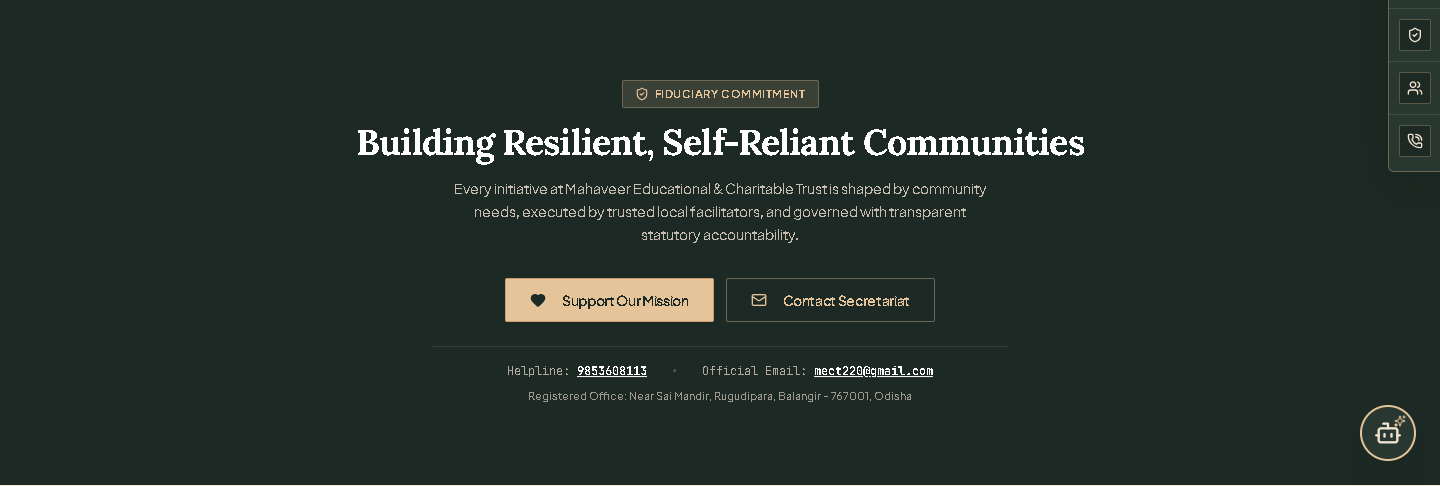 FIDUCIARY COMMITMENT
Building Resilient, Self-Reliant Communities
Every initiative at Mahaveer Educational & Charitable Trust is shaped by community
needs, executed by trusted local facilitators, and governed with transparent
statutory accountability.
Support Our Mission
Contact Secretariat
Helpline: 9853608113 • Official Email: mect220@gmail.com
Registered Office: Near Sai Mandir, Rugudipara, Balangir - 767001, Odisha